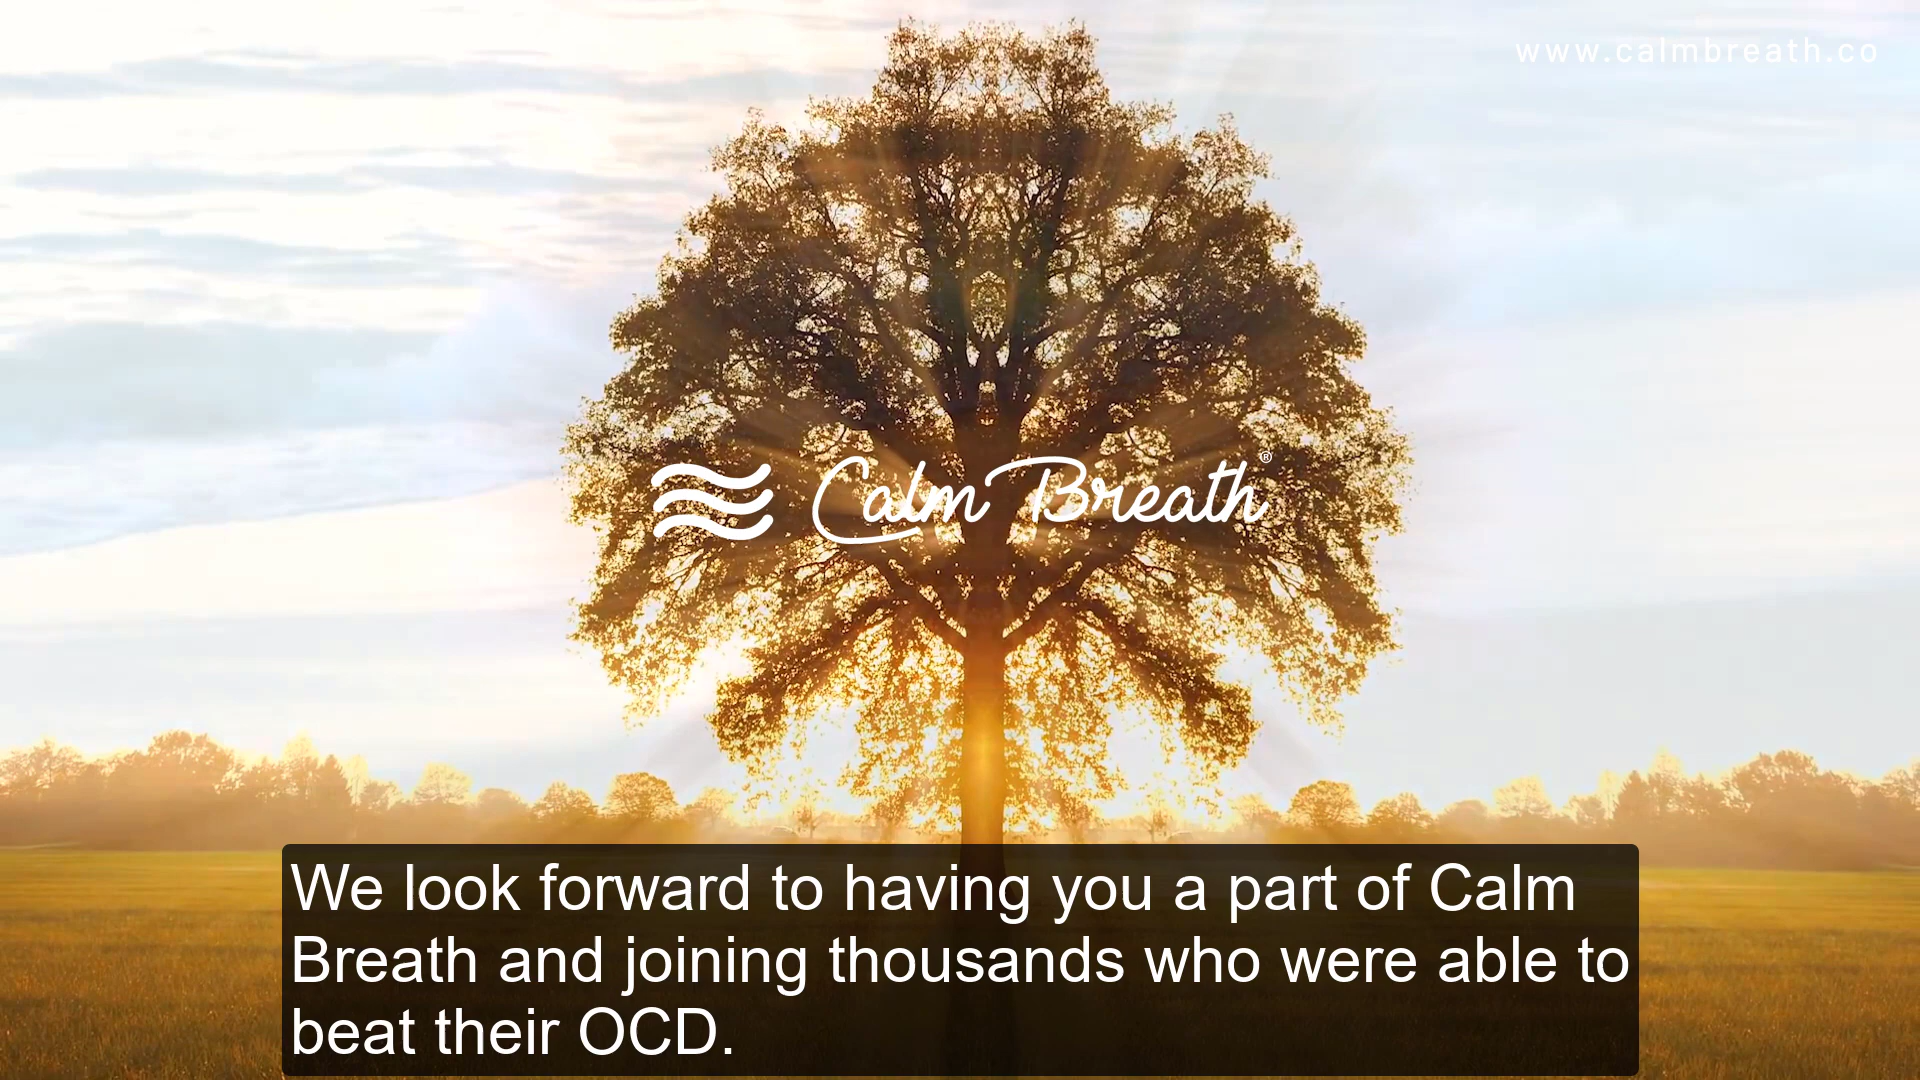 www.calmbreath.co
Calm Breath®
We look forward to having you a part of Calm
Breath and joining thousands who were able to
beat their OCD.